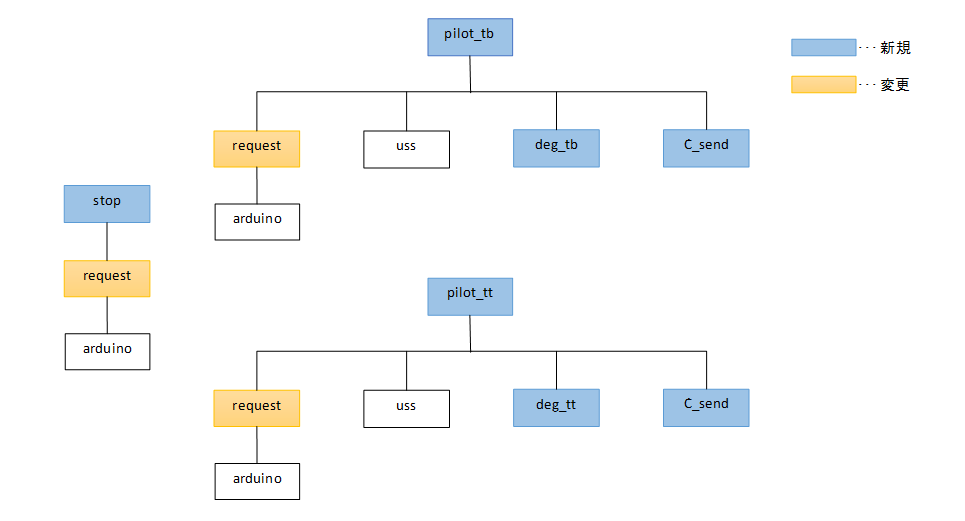 pilot_tb
･･･ 新規
･･･ 変更
request
uss
deg_tb
C_send
arduino
stop
request
arduino
pilot_tt
request
uss
deg_tt
C_send
arduino